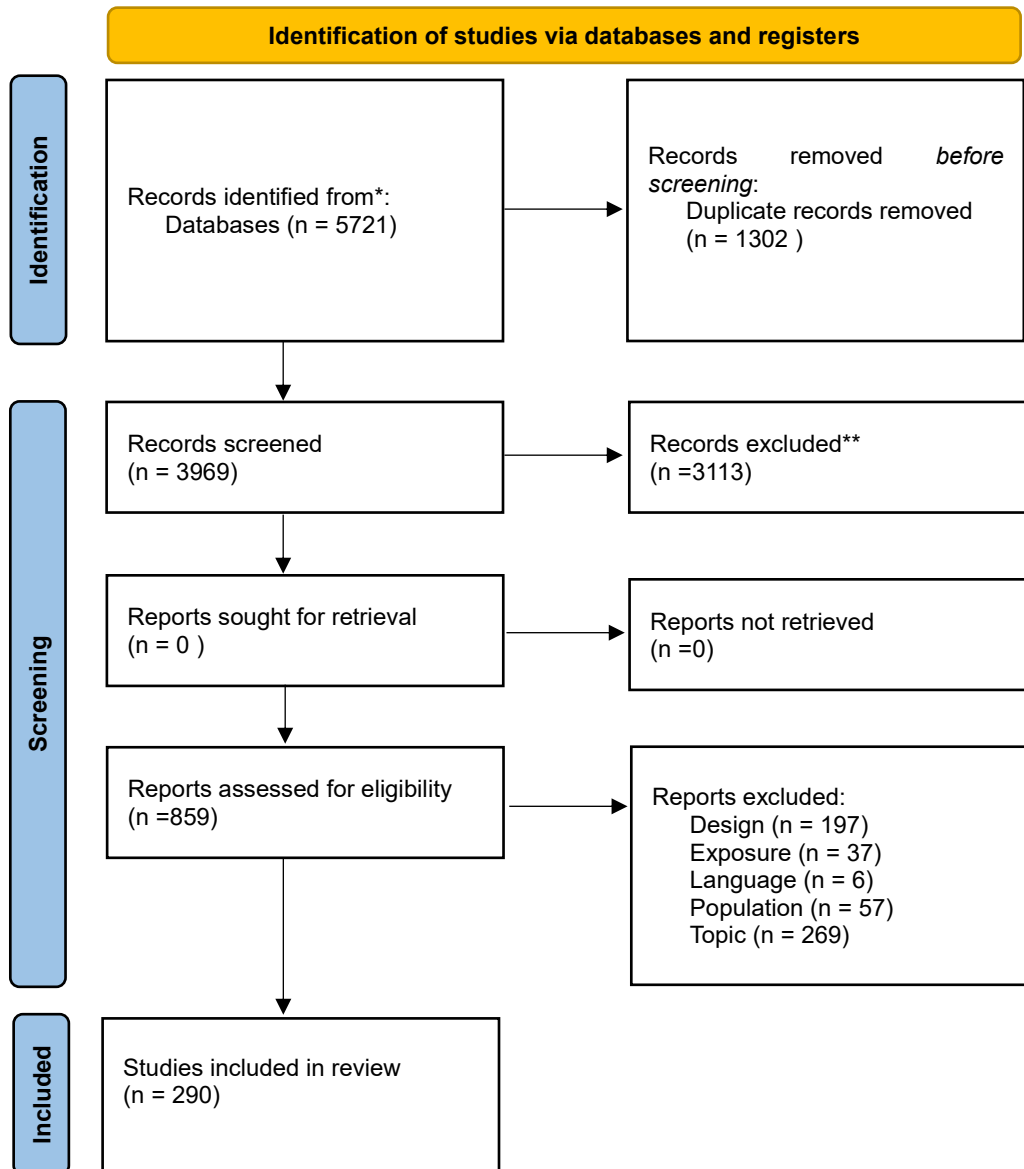 Identification of studies via databases and registers
Identification
Records identified from*:
Databases (n = 5721)
Records removed before
screening:
Duplicate records removed
(n = 1302 )
Screening
Records screened
(n = 3969)
Records excluded**
(n =3113)
Reports sought for retrieval
(n = 0 )
Reports not retrieved
(n =0)
Reports assessed for eligibility
(n =859)
Reports excluded:
Design (n = 197)
Exposure (n = 37)
Language (n = 6)
Population (n = 57)
Topic (n = 269)
Included
Studies included in review
(n = 290)